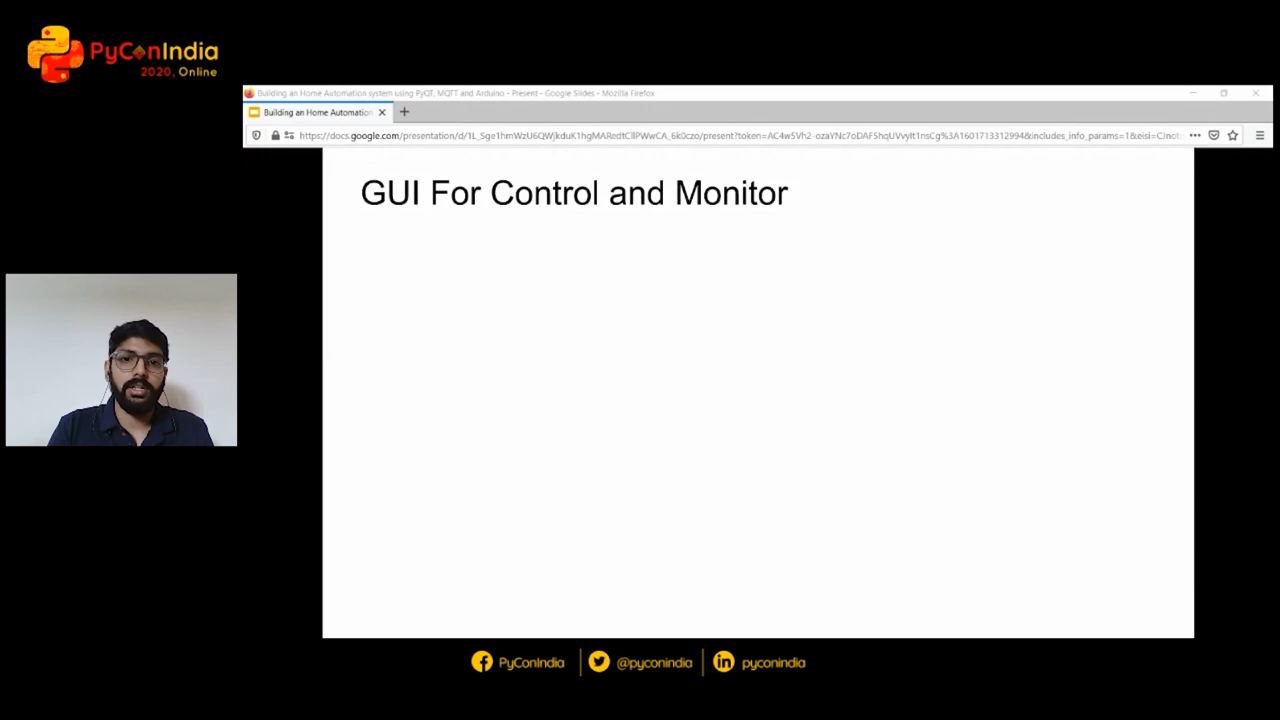 PyConIndia
2020, Online
Building an Home Automation system using PyQT, MQTT and Arduino - Present - Google Slides - Mozilla Firefox
Building an Home Automation
GUI For Control and Monitor
PyConIndia
@pyconindia
pyconindia